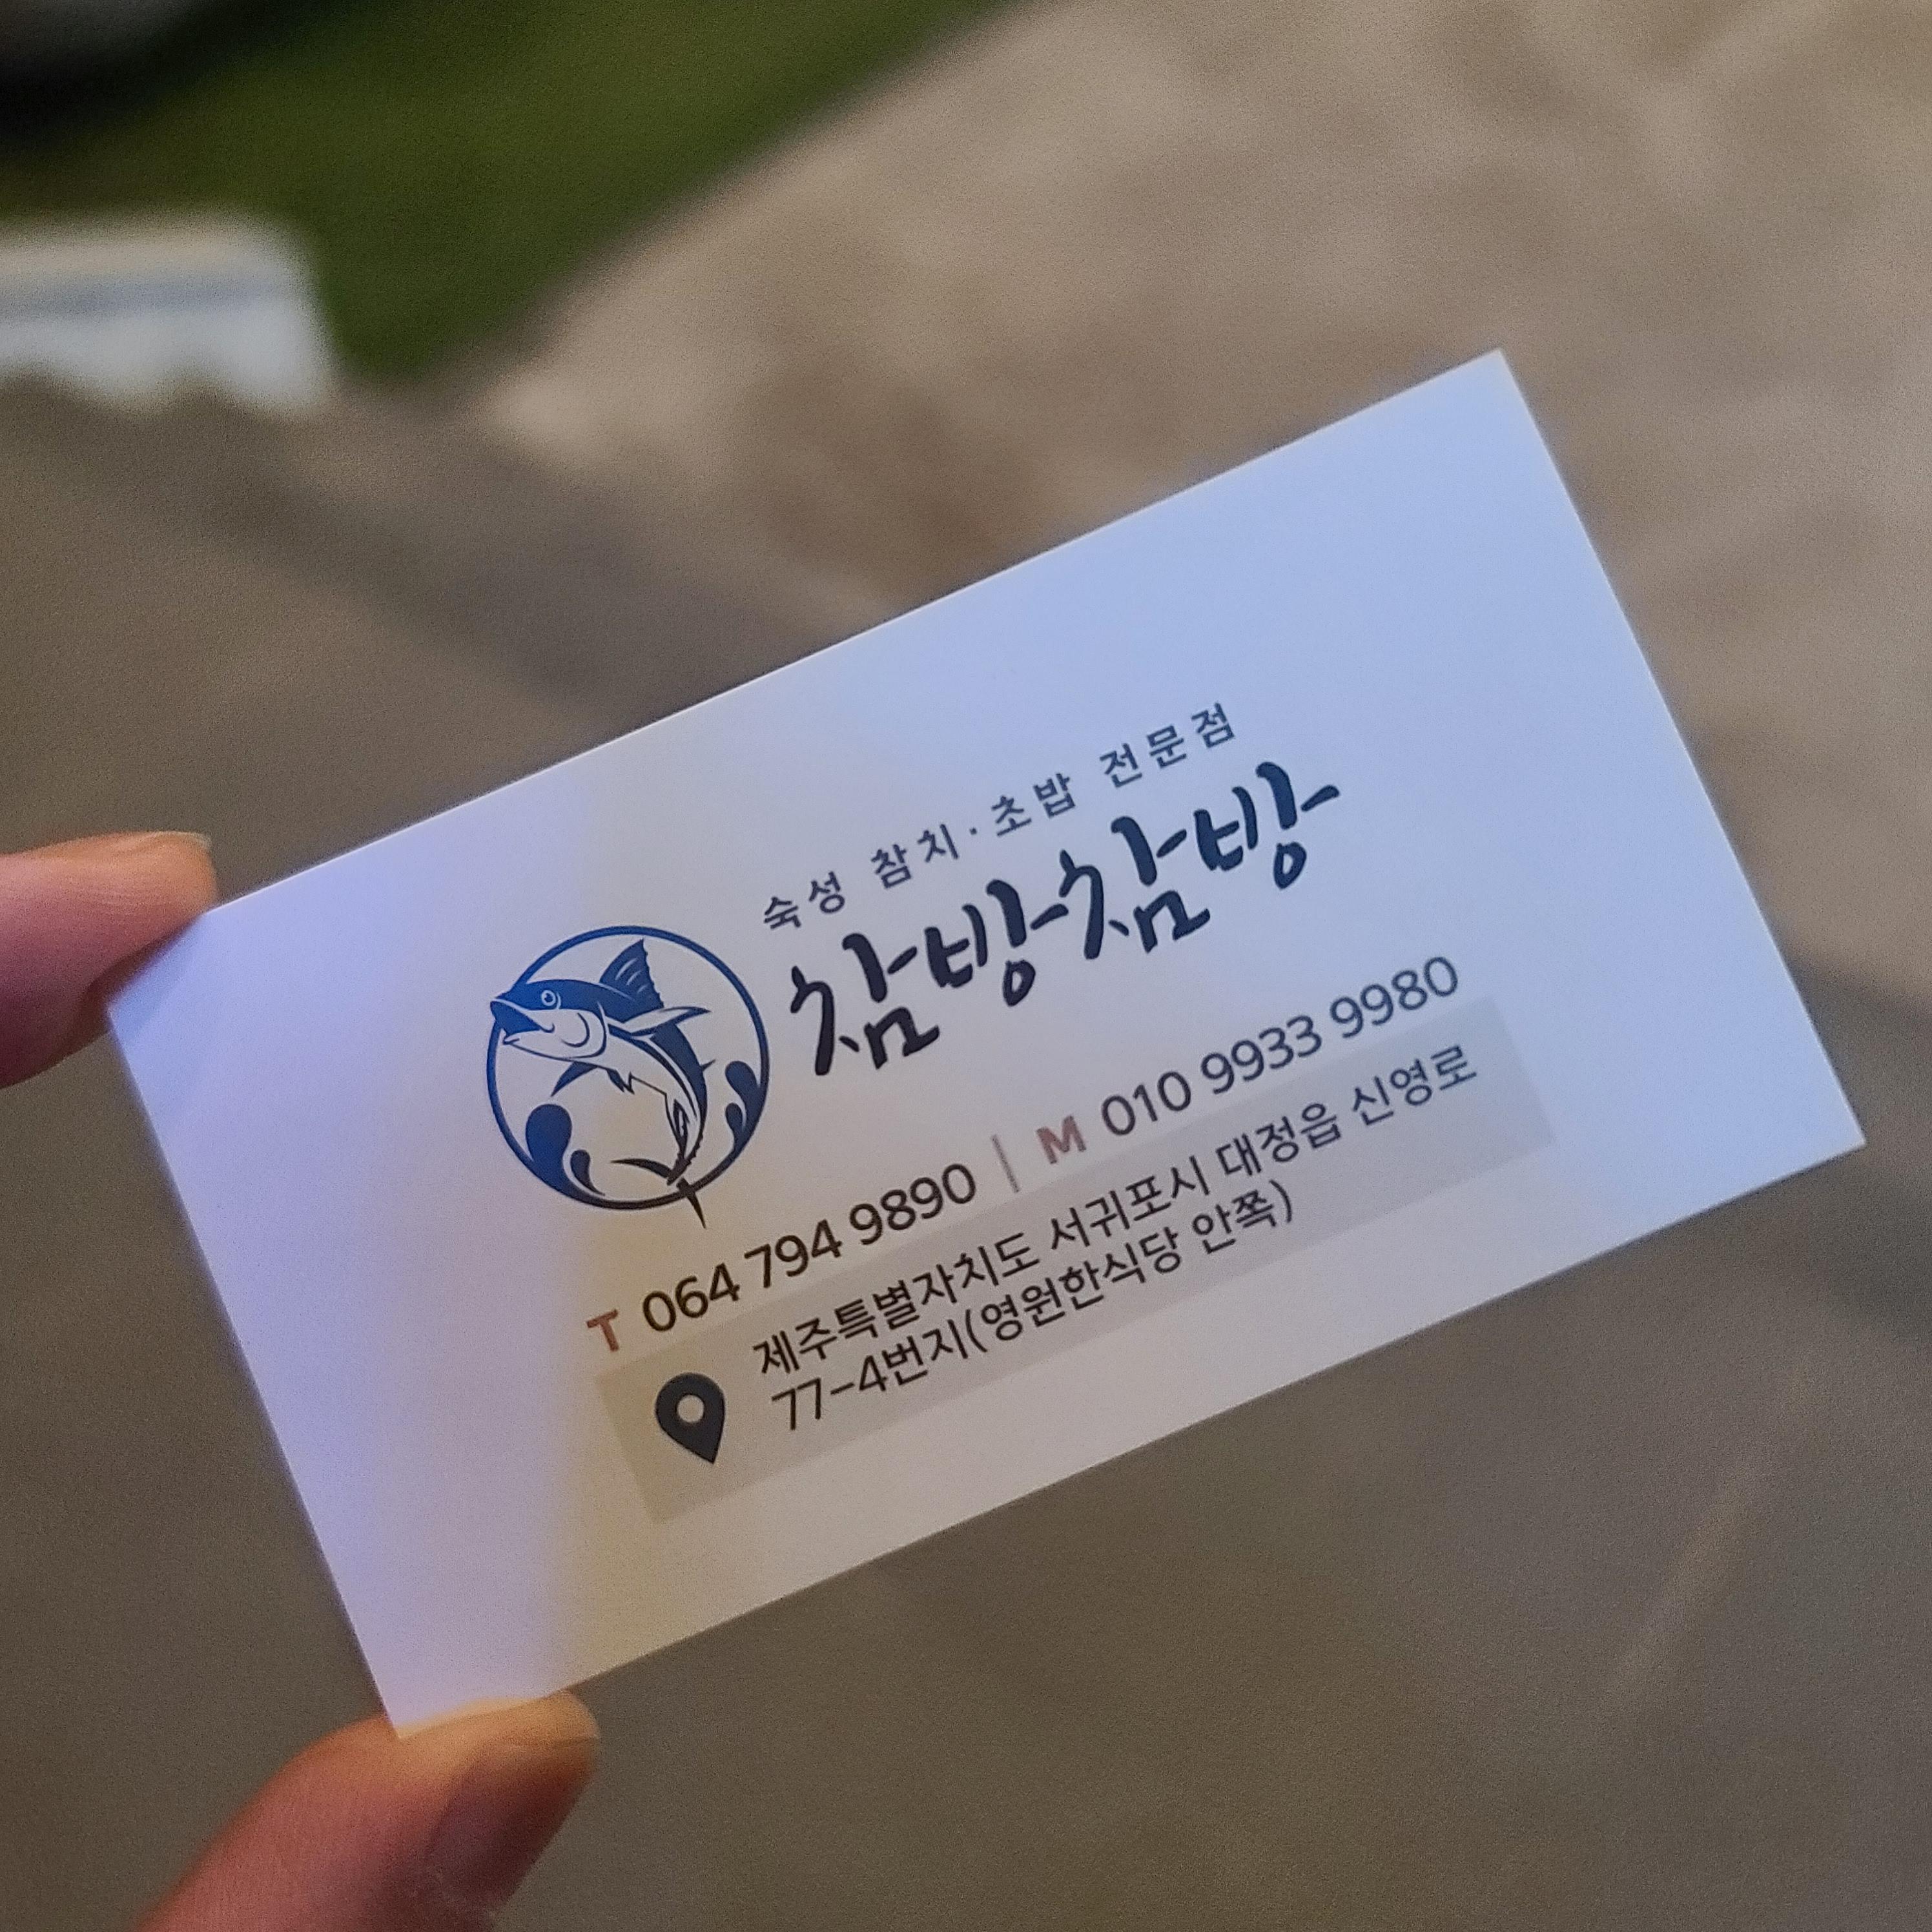 숙성 참치·초밥 전문점
참방참방
T 064 794 9890 | M 010 9933 9980
제주특별자치도 서귀포시 대정읍 신영로
77-4번지(영원한식당 안쪽)